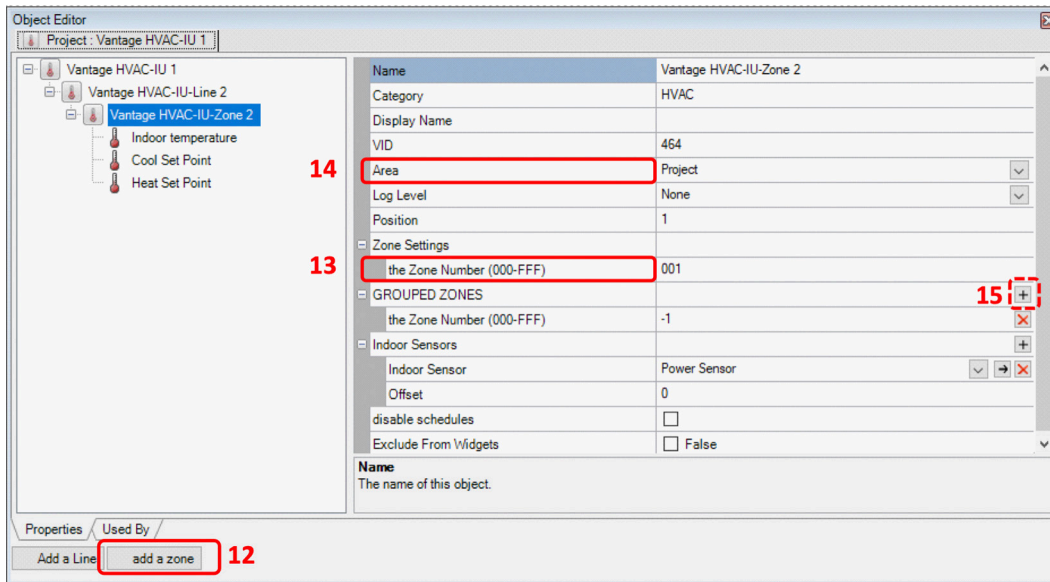 Object Editor
Project : Vantage HVAC-IU 1
Vantage HVAC-IU 1
Vantage HVAC-IU-Line 2
Vantage HVAC-IU-Zone 2
Indoor temperature
Cool Set Point
Heat Set Point
Name Vantage HVAC-IU-Zone 2
Category HVAC
Display Name
VID 464
14 Area Project
Log Level None
Position 1
Zone Settings
13 the Zone Number (000-FFF) 001
GROUPED ZONES 15 +
the Zone Number (000-FFF) -1
Indoor Sensors +
Indoor Sensor Power Sensor
Offset 0
disable schedules
Exclude From Widgets False
Name
The name of this object.
Properties Used By
Add a Line add a zone 12